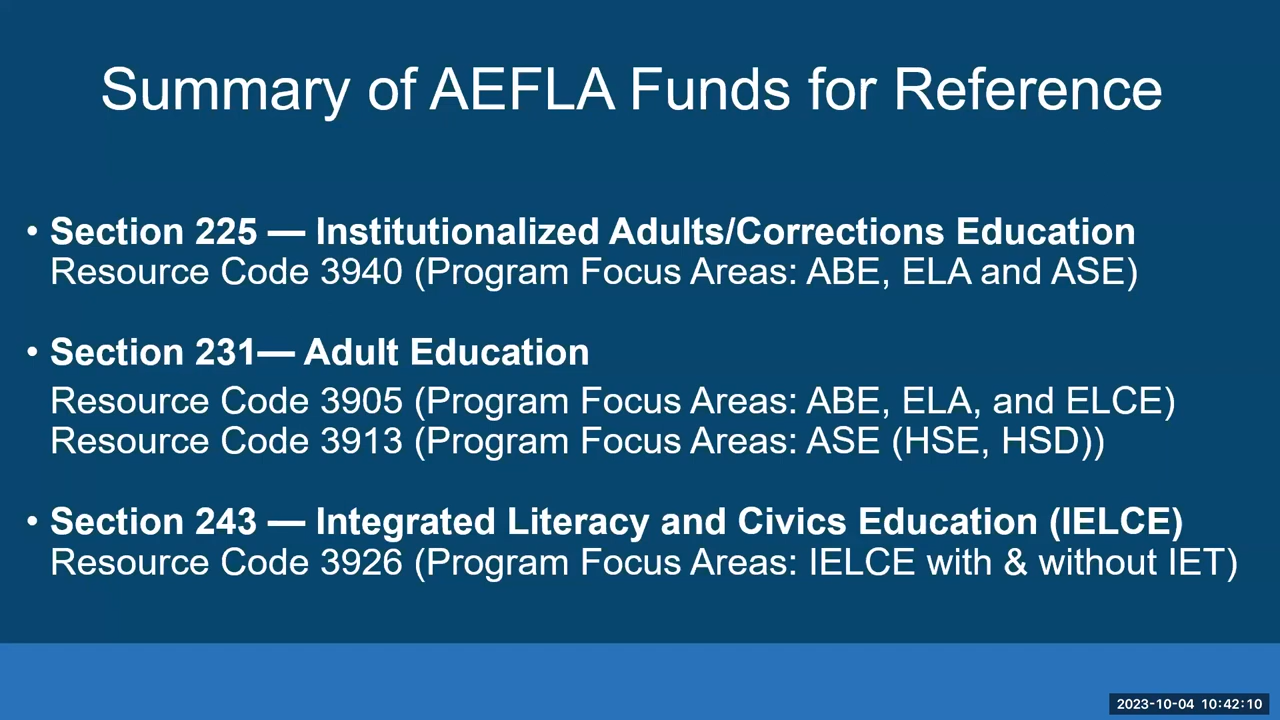 Summary of AEFLA Funds for Reference
• Section 225 — Institutionalized Adults/Corrections Education
Resource Code 3940 (Program Focus Areas: ABE, ELA and ASE)
• Section 231— Adult Education
Resource Code 3905 (Program Focus Areas: ABE, ELA, and ELCE)
Resource Code 3913 (Program Focus Areas: ASE (HSE, HSD))
• Section 243 — Integrated Literacy and Civics Education (IELCE)
Resource Code 3926 (Program Focus Areas: IELCE with & without IET)
2023-10-04 10:42:10